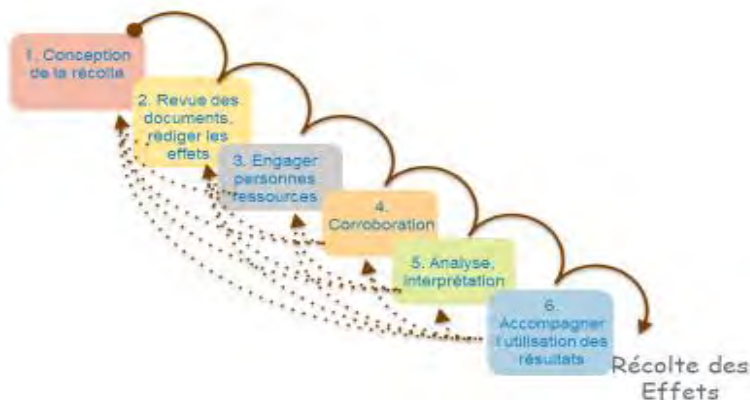 1. Conception
de la récolte
2. Revue des
documents,
rédiger les
effets
3. Engager
personnes
ressources
4.
Corroboration
5. Analyse,
interprétation
6.
Accompagner
l'utilisation des
résultats
Récolte des
Effets